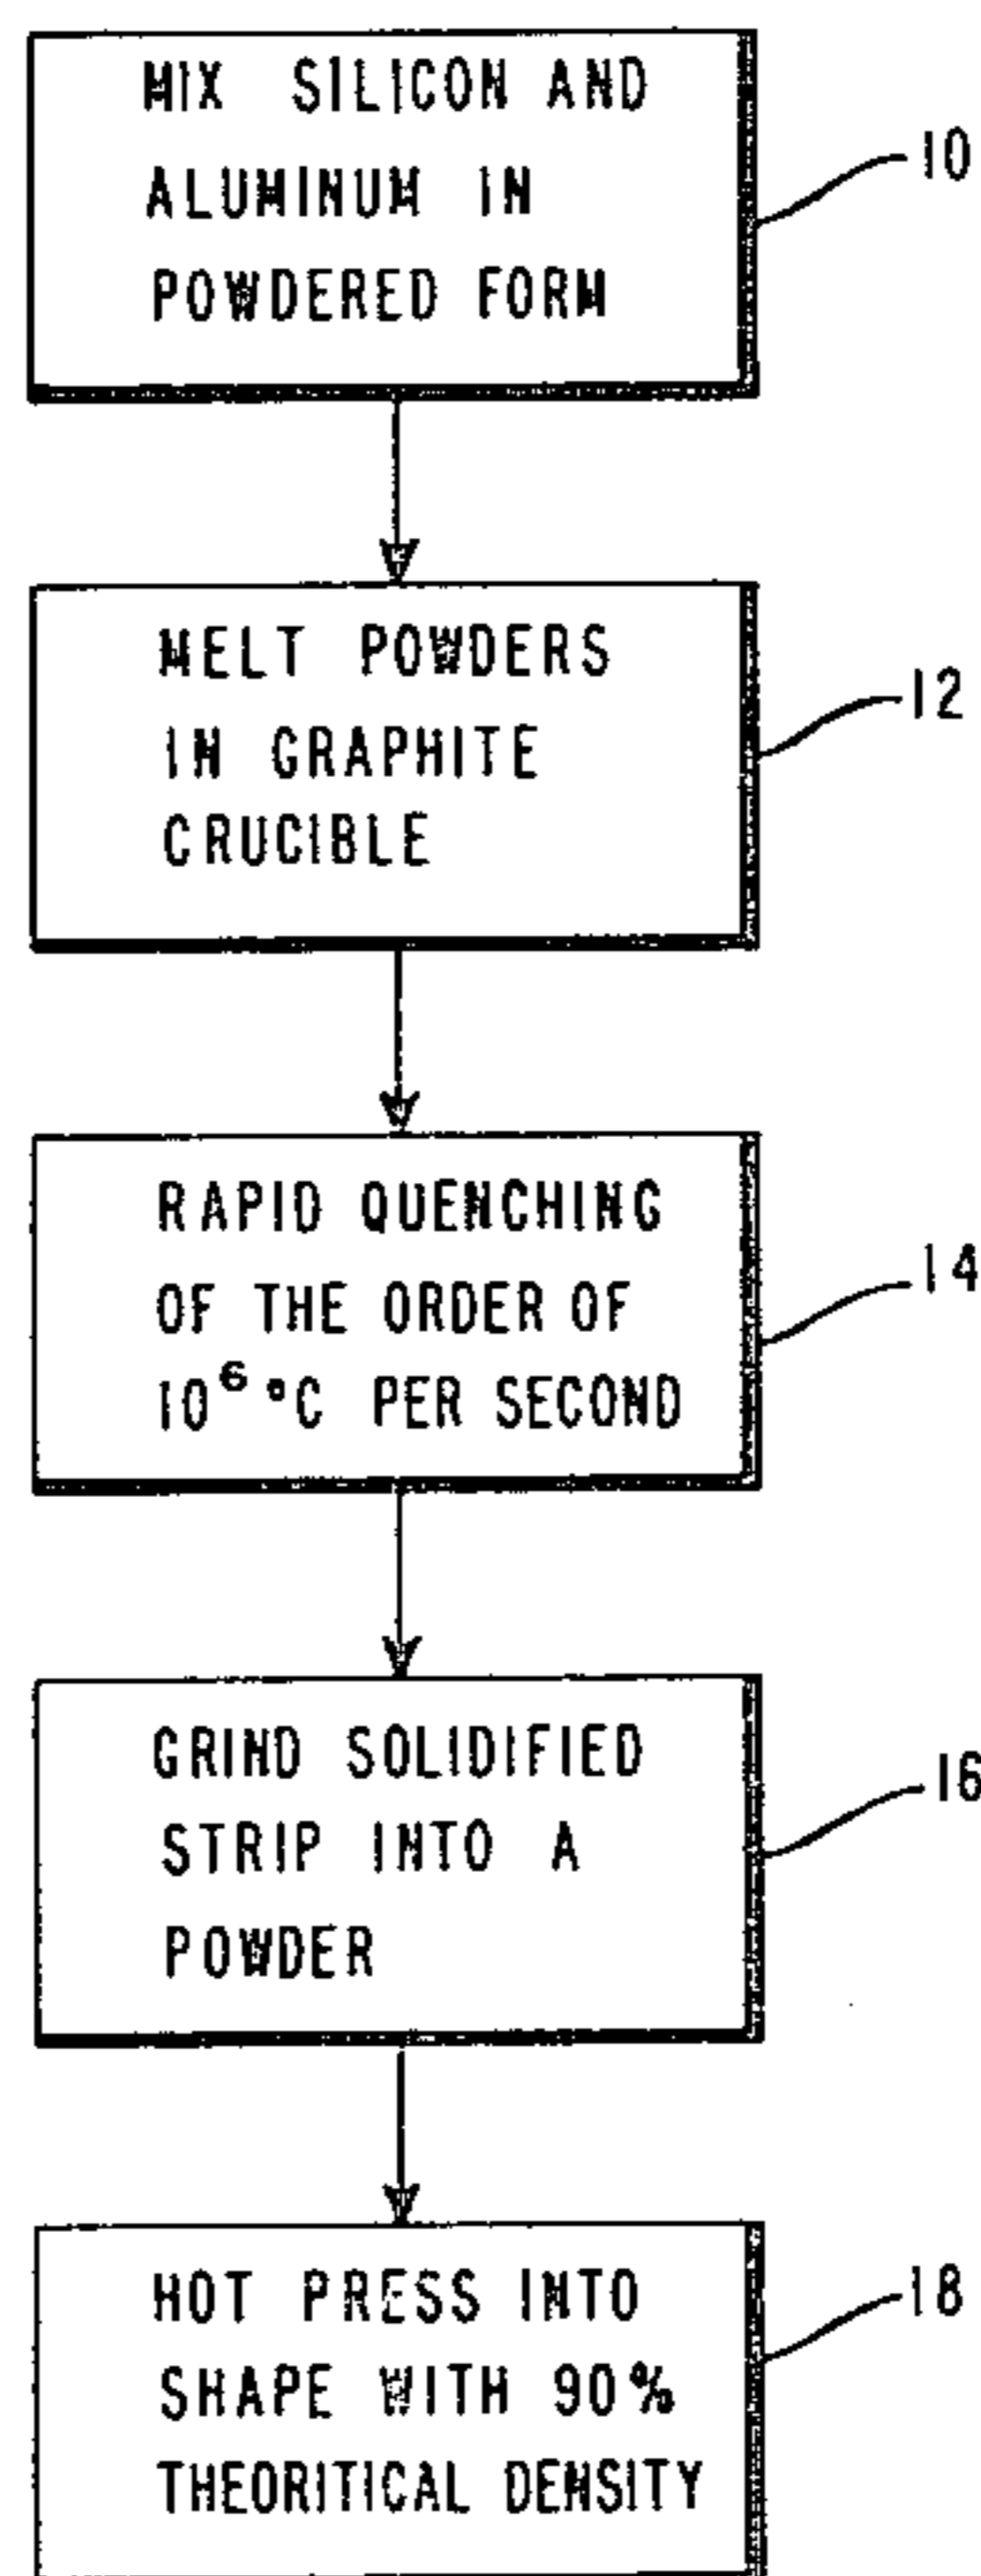 MIX SILICON AND
ALUMINUM IN
POWDERED FORM
10
MELT POWDERS
IN GRAPHITE
CRUCIBLE
12
RAPID QUENCHING
OF THE ORDER OF
10⁶ °C PER SECOND
14
GRIND SOLIDIFIED
STRIP INTO A
POWDER
16
HOT PRESS INTO
SHAPE WITH 90%
THEORITICAL DENSITY
18